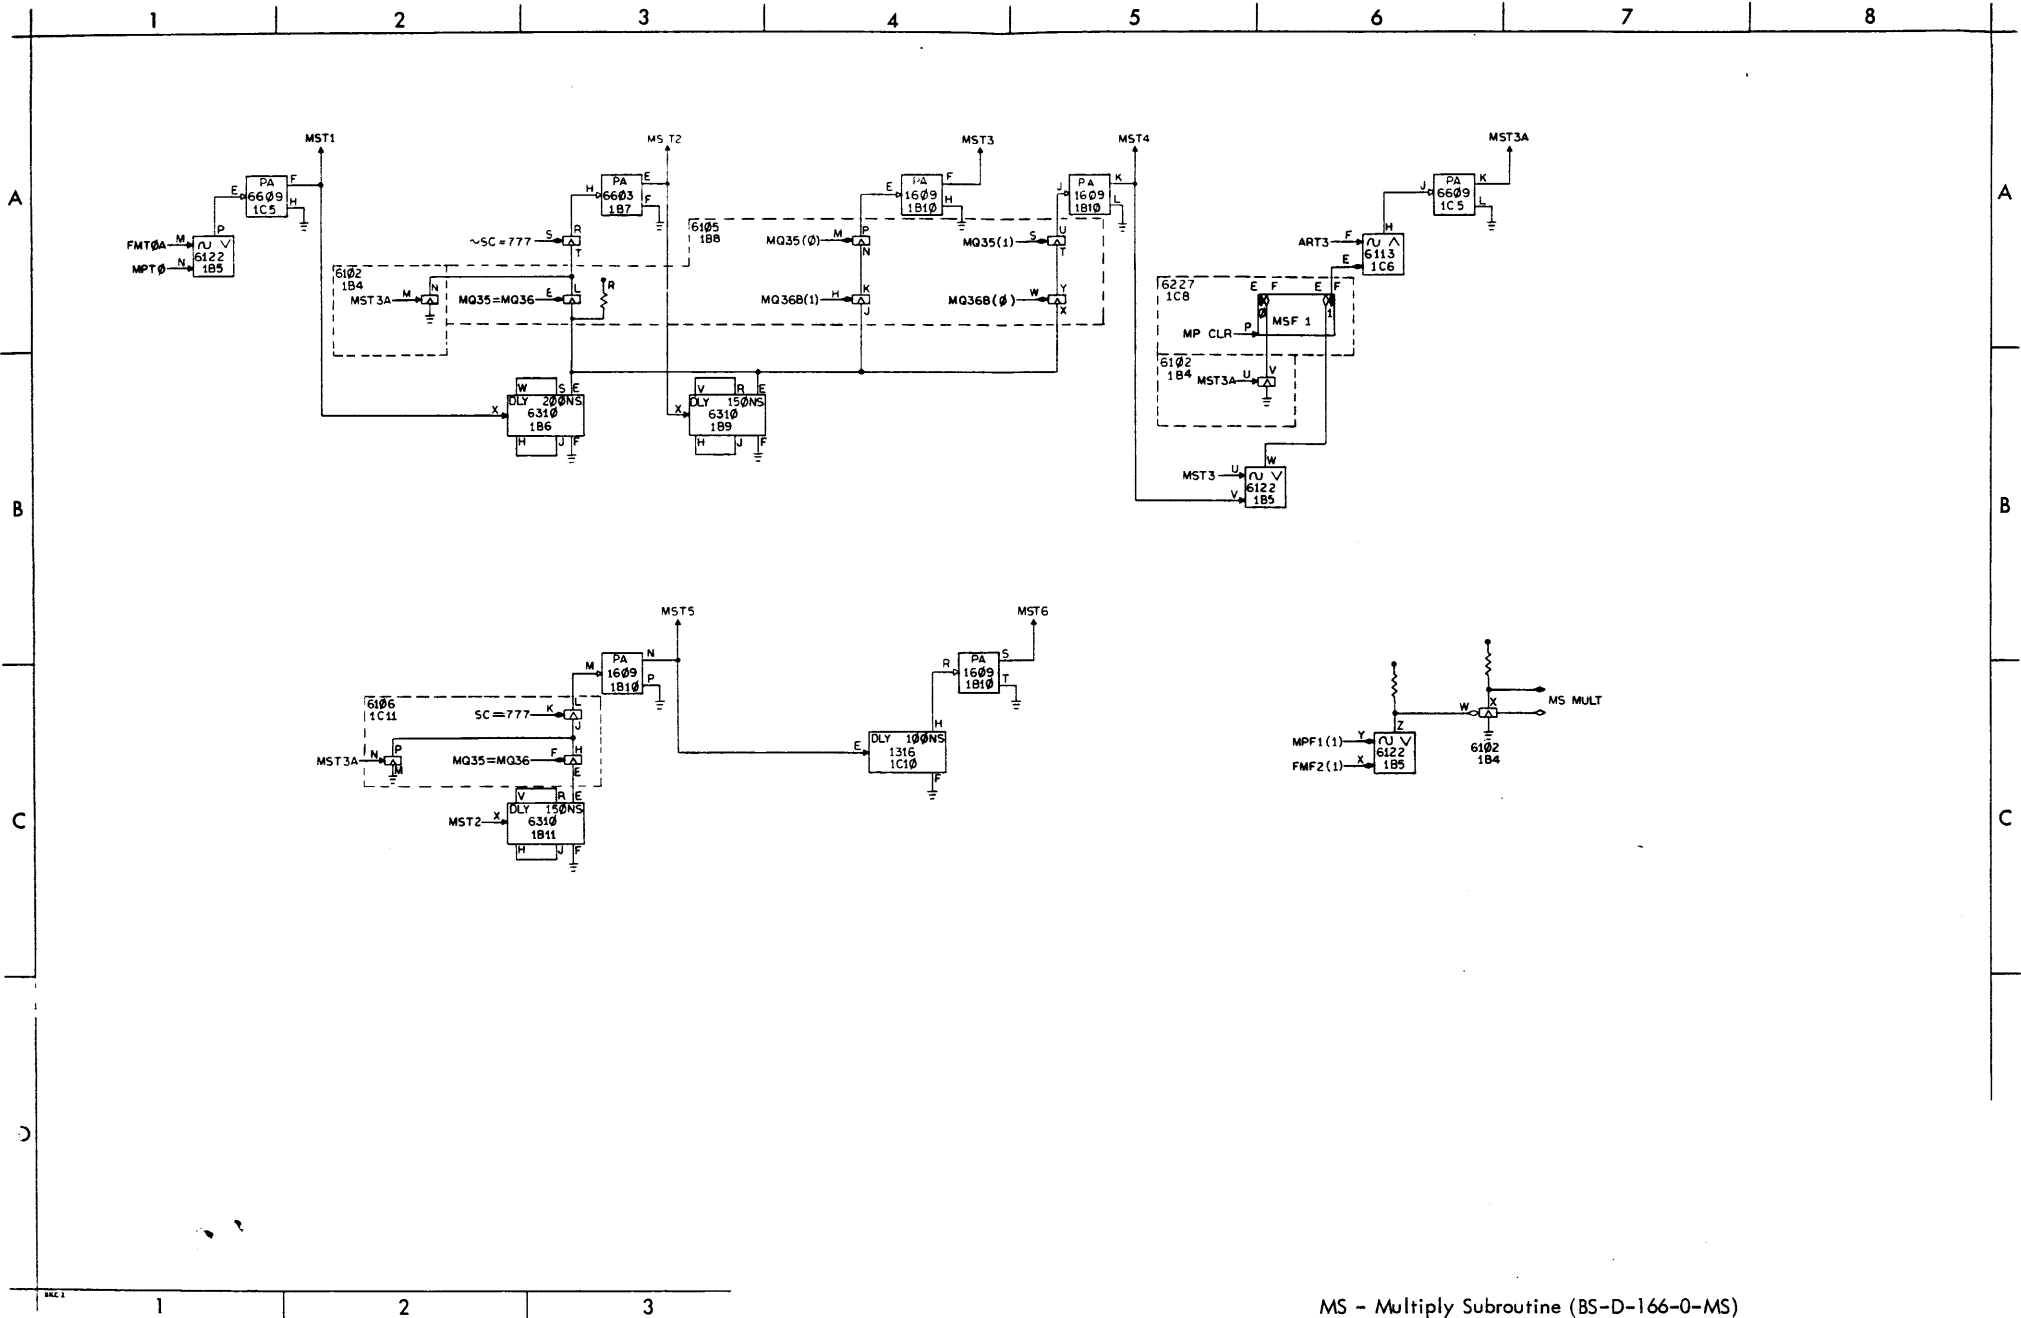 1 2 3 4 5 6 7 8
A A
MST1 MST2 MST3 MST4 MST3A
PA 6609 1C5 E F H
FMT0A M
MPT0 N
P 6122 1B5
PA 6603 1B7 H E F
~SC=777 S R T
6102 1B4
MST3A M N
MQ35=MQ36 E L
R
6105 1B8
PA 1609 1B10 E F H
MQ35(0) M P N
MQ36B(1) H K J
PA 1609 1B10 J K L
MQ35(1) S U T
MQ36B(0) W Y X
PA 6609 1C5 J K L
ART3 F H
E 6113 1C6
6227 1C8
E F E F
0 1
MSF 1
MP CLR P
6102 1B4
MST3A U V
W S E
X DLY 200NS 6310 1B6
H J F
V R E
X DLY 150NS 6310 1B9
H J F
MST3 U W
V 6122 1B5
B B
MST5 MST6
PA 1609 1B10 M N P
PA 1609 1B10 R S T
6106 1C11
SC=777 K L J
MST3A N P M
MQ35=MQ36 F H E
V R E
MST2 X DLY 150NS 6310 1B11
H J F
E DLY 100NS 1316 1C10 H F
MPF1(1) Y Z
FMF2(1) X 6122 1B5
W X
MS MULT
6102 1B4
C C
1 2 3
MS - Multiply Subroutine (BS-D-166-0-MS)